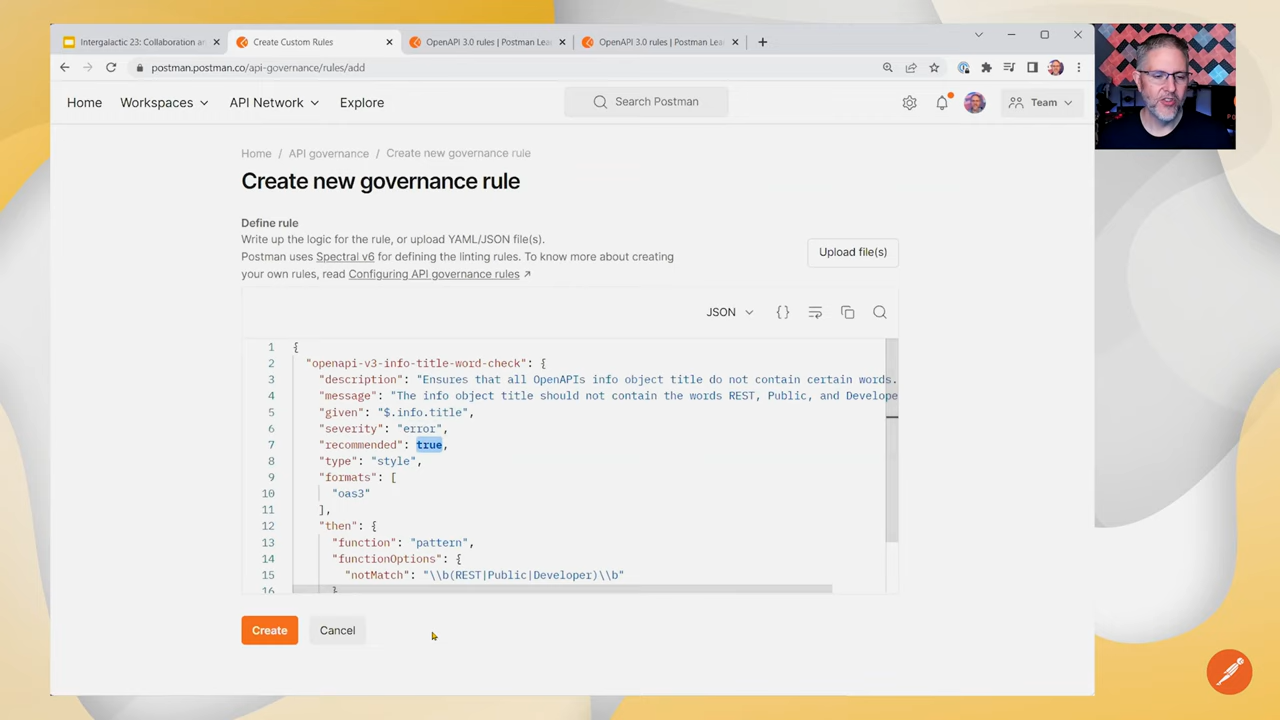 Intergalactic 23: Collaboration an
Create Custom Rules
OpenAPI 3.0 rules | Postman Lea
OpenAPI 3.0 rules | Postman Lea
postman.postman.co/api-governance/rules/add
Home
Workspaces
API Network
Explore
Search Postman
Team
Home / API governance / Create new governance rule
Create new governance rule
Define rule
Write up the logic for the rule, or upload YAML/JSON file(s).
Postman uses Spectral v6 for defining the linting rules. To know more about creating
your own rules, read Configuring API governance rules
Upload file(s)
JSON
1 {
2 "openapi-v3-info-title-word-check": {
3 "description": "Ensures that all OpenAPIs info object title do not contain certain words.
4 "message": "The info object title should not contain the words REST, Public, and Develope
5 "given": "$.info.title",
6 "severity": "error",
7 "recommended": true,
8 "type": "style",
9 "formats": [
10 "oas3"
11 ],
12 "then": {
13 "function": "pattern",
14 "functionOptions": {
15 "notMatch": "\\b(REST|Public|Developer)\\b"
16 }
Create
Cancel